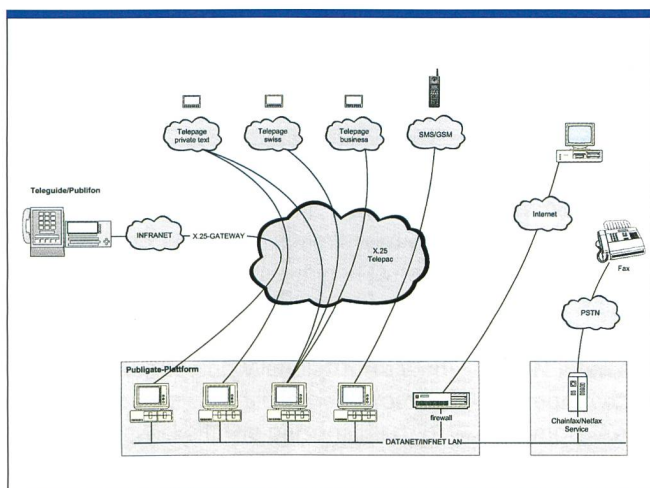 Telepage
private text
Telepage
swiss
Telepage
business
SMS/GSM
Teleguide/Publifon
INFRANET
X.25-GATEWAY
X.25
Telepac
Internet
Fax
PSTN
Publigate-Plattform
firewall
Chainfax/Netfax
Service
DATANET/INFNET LAN